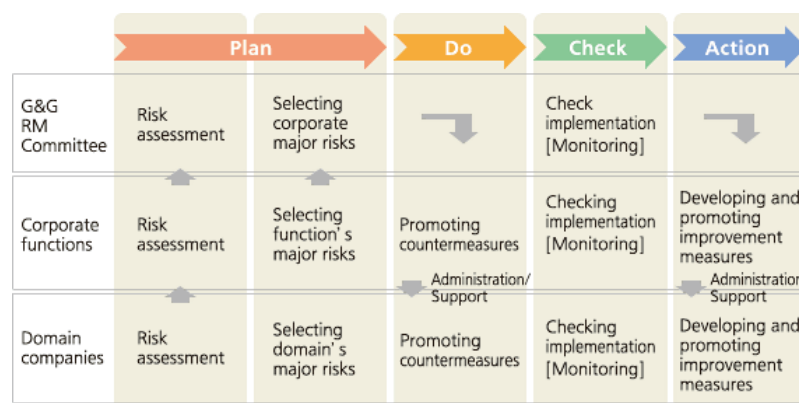 Plan
Do
Check
Action
G&G
RM
Committee
Risk
assessment
Selecting
corporate
major risks
Check
implementation
[Monitoring]
Corporate
functions
Risk
assessment
Selecting
function's
major risks
Promoting
countermeasures
Checking
implementation
[Monitoring]
Developing and
promoting
improvement
measures
Administration/
Support
Administration
Support
Domain
companies
Risk
assessment
Selecting
domain's
major risks
Promoting
countermeasures
Checking
implementation
[Monitoring]
Developing and
promoting
improvement
measures